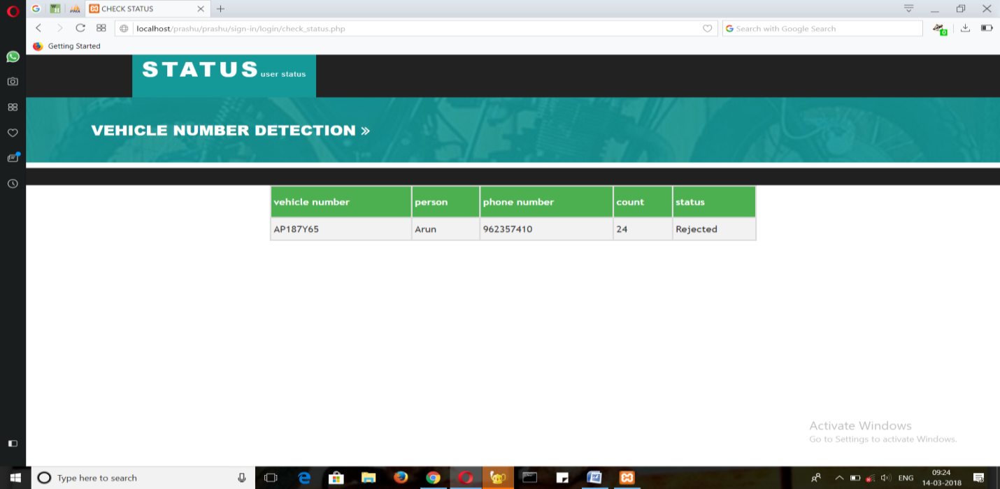 CHECK STATUS
localhost/prashu/prashu/sign-in/login/check_status.php
Search with Google Search
0
Getting Started
STATUS user status
VEHICLE NUMBER DETECTION »
vehicle number person phone number count status
AP187Y65 Arun 962357410 24 Rejected
Activate Windows
Go to Settings to activate Windows.
Type here to search
ENG
09:24
14-03-2018